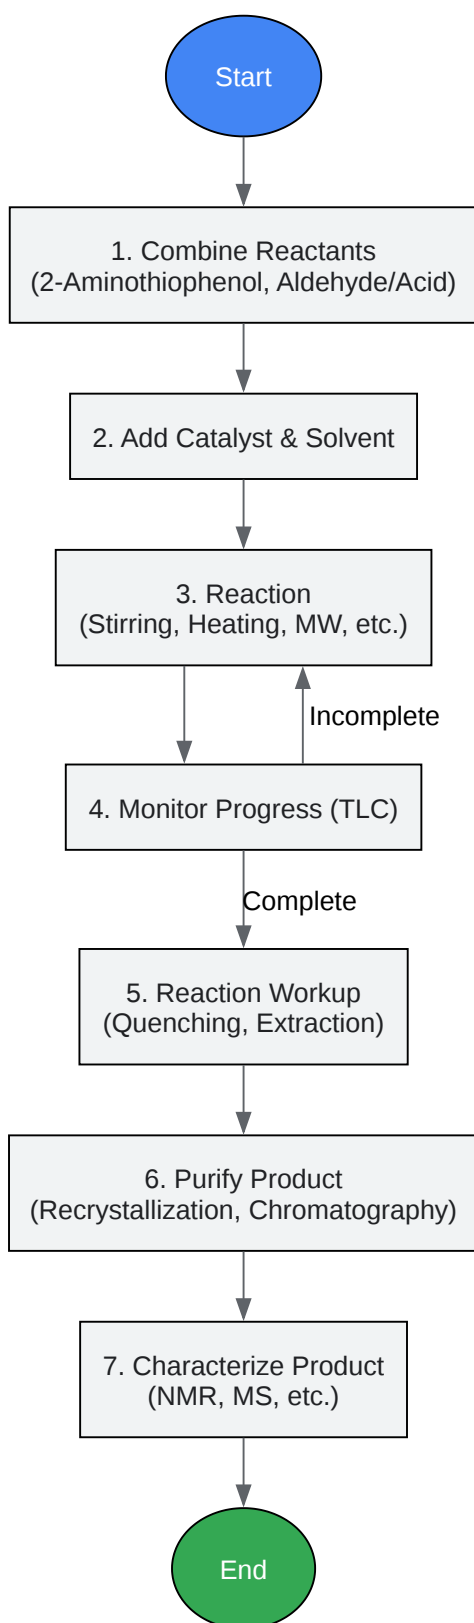 Start
1. Combine Reactants
(2-Aminothiophenol, Aldehyde/Acid)
2. Add Catalyst & Solvent
3. Reaction
(Stirring, Heating, MW, etc.)
Incomplete
4. Monitor Progress (TLC)
Complete
5. Reaction Workup
(Quenching, Extraction)
6. Purify Product
(Recrystallization, Chromatography)
7. Characterize Product
(NMR, MS, etc.)
End